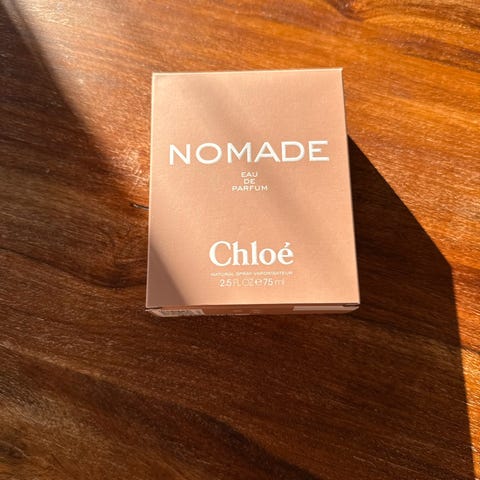 NOMADE
EAU
DE
PARFUM
Chloé
NATURAL SPRAY VAPORISATEUR
2.5 FL OZ e 75 ml